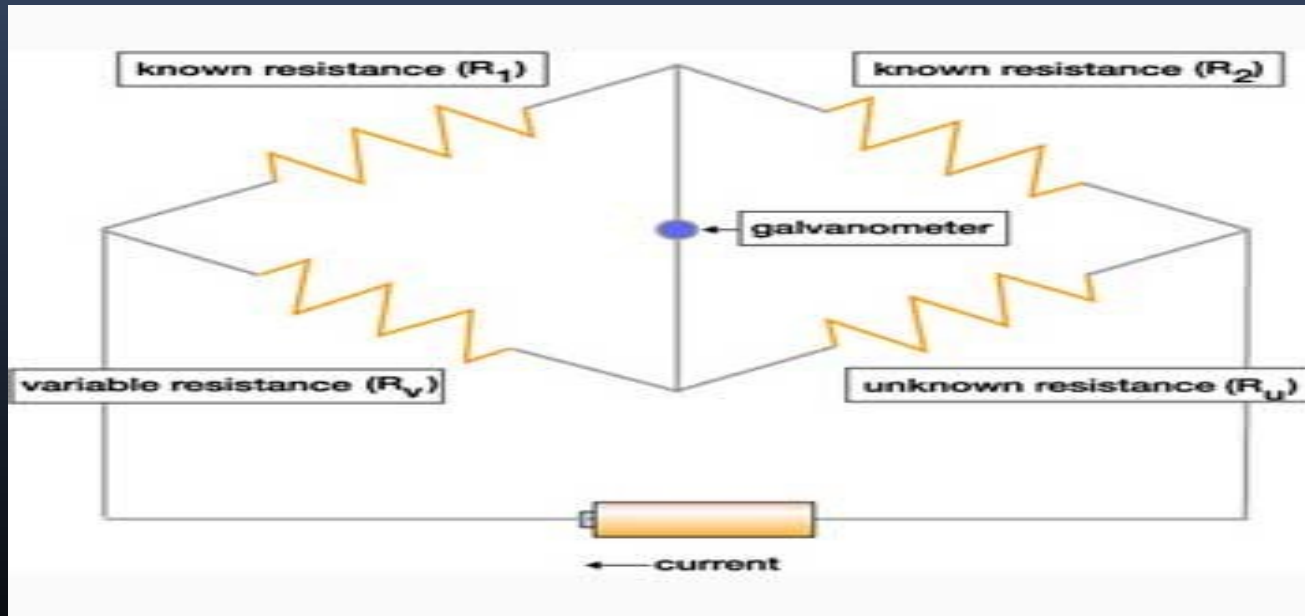 known resistance (R1)
known resistance (R2)
galvanometer
variable resistance (Rv)
unknown resistance (Ru)
current